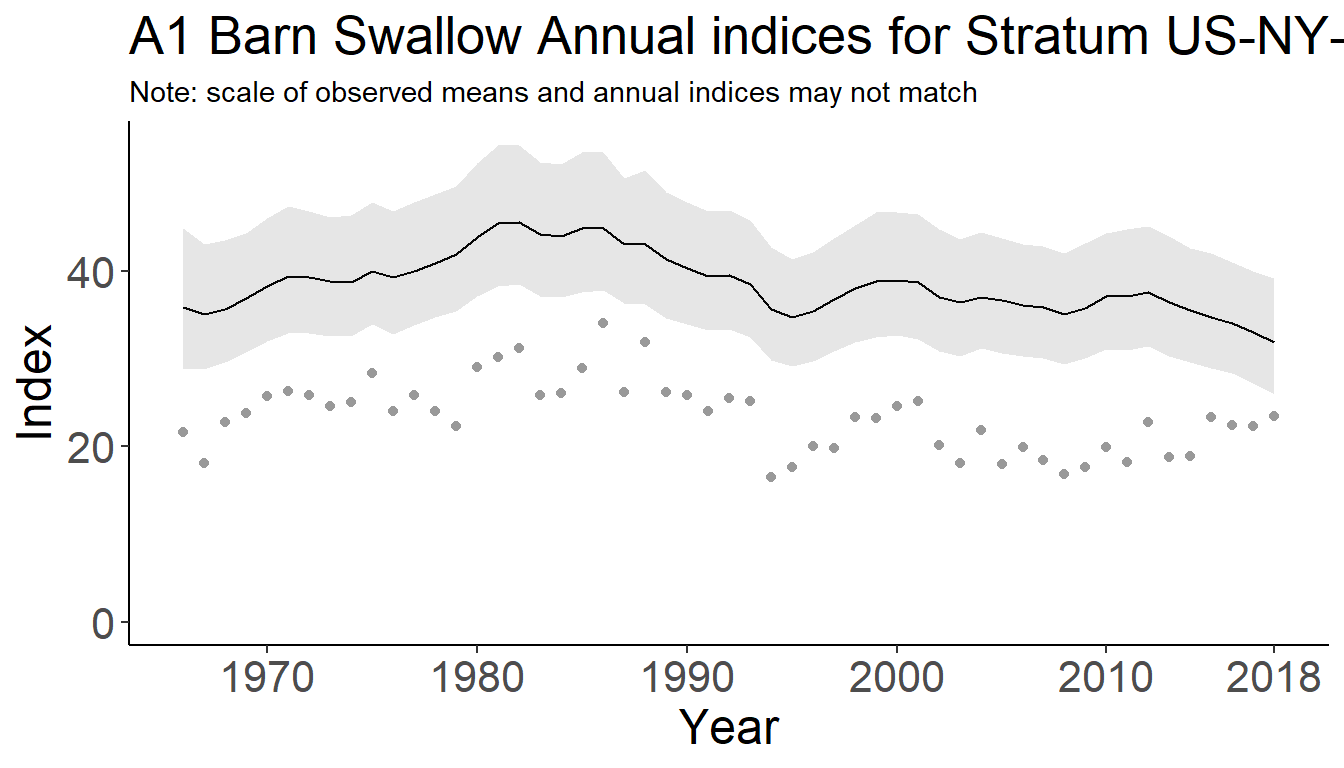 A1 Barn Swallow Annual indices for Stratum US-NY-
Note: scale of observed means and annual indices may not match
Index
40
20
0
1970 1980 1990 2000 2010 2018
Year